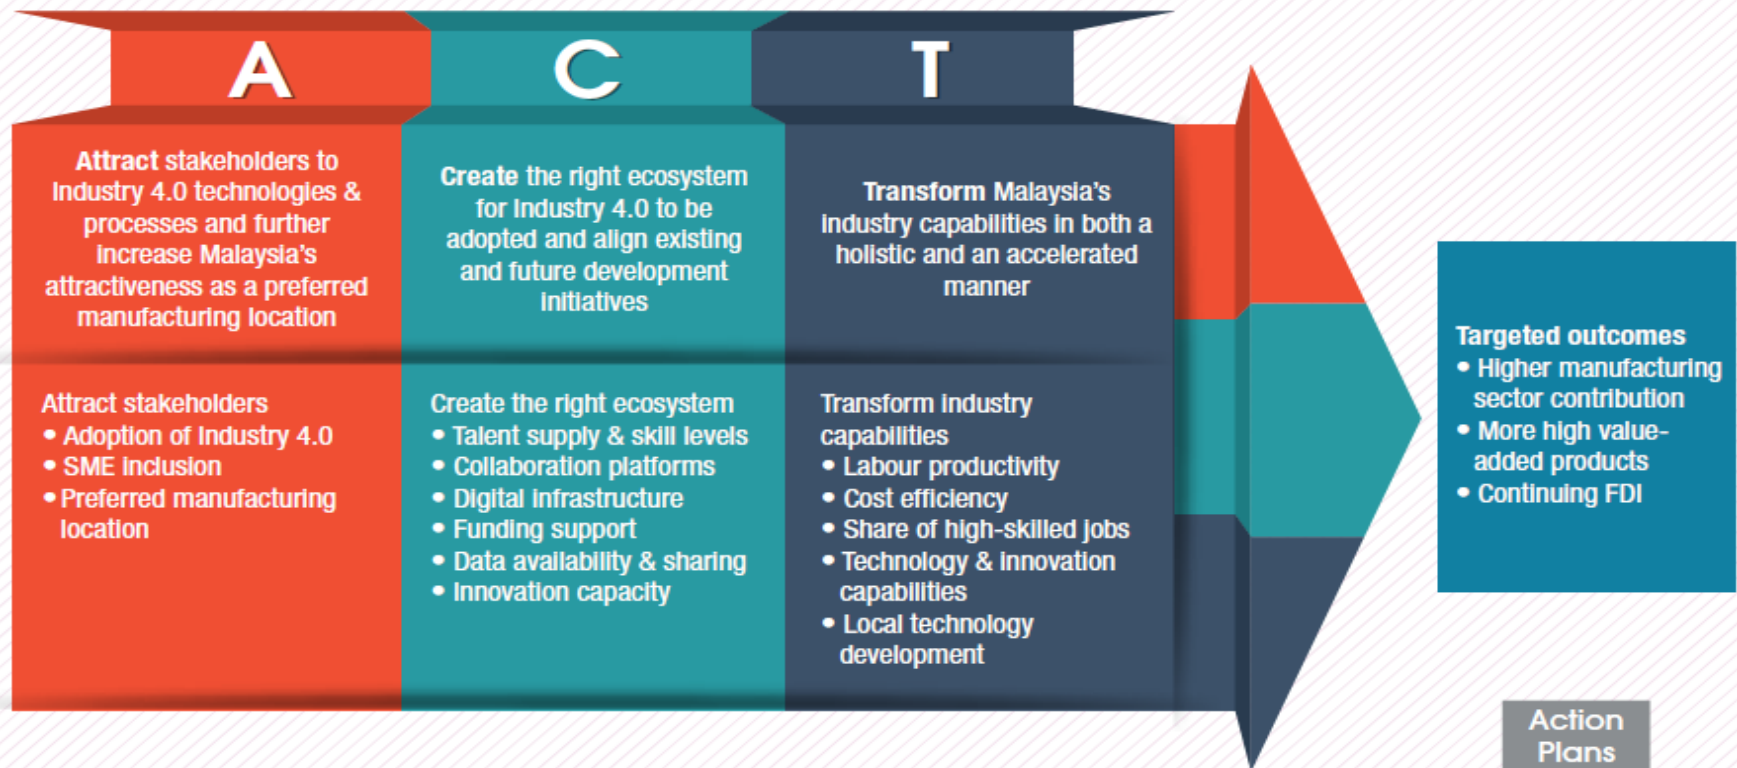 A
C
T
Attract stakeholders to
Industry 4.0 technologies &
processes and further
increase Malaysia's
attractiveness as a preferred
manufacturing location
Create the right ecosystem
for Industry 4.0 to be
adopted and align existing
and future development
initiatives
Transform Malaysia's
industry capabilities in both a
holistic and an accelerated
manner
Attract stakeholders
• Adoption of Industry 4.0
• SME inclusion
• Preferred manufacturing
location
Create the right ecosystem
• Talent supply & skill levels
• Collaboration platforms
• Digital infrastructure
• Funding support
• Data availability & sharing
• Innovation capacity
Transform industry
capabilities
• Labour productivity
• Cost efficiency
• Share of high-skilled jobs
• Technology & innovation
capabilities
• Local technology
development
Targeted outcomes
• Higher manufacturing
sector contribution
• More high value-
added products
• Continuing FDI
Action
Plans